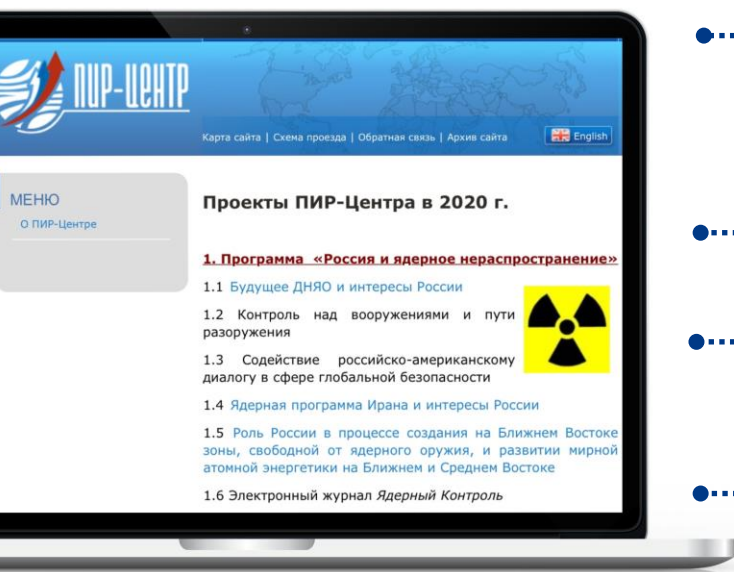 ПИР-ЦЕНТР
Карта сайта | Схема проезда | Обратная связь | Архив сайта
English
МЕНЮ
О ПИР-Центре
Проекты ПИР-Центра в 2020 г.
1. Программа «Россия и ядерное нераспространение»
1.1 Будущее ДНЯО и интересы России
1.2 Контроль над вооружениями и пути
разоружения
1.3 Содействие российско-американскому
диалогу в сфере глобальной безопасности
1.4 Ядерная программа Ирана и интересы России
1.5 Роль России в процессе создания на Ближнем Востоке
зоны, свободной от ядерного оружия, и развитии мирной
атомной энергетики на Ближнем и Среднем Востоке
1.6 Электронный журнал Ядерный Контроль